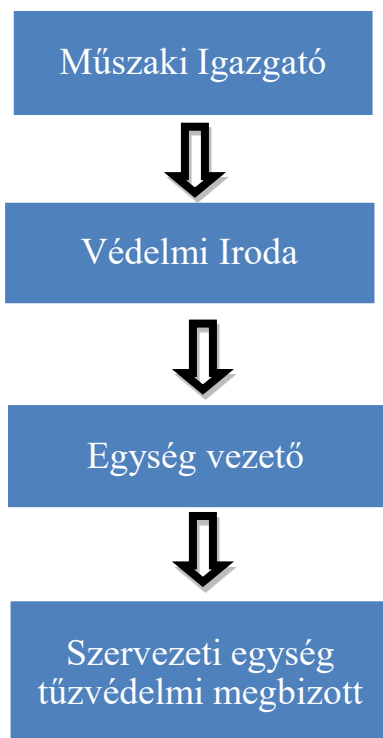 Műszaki Igazgató
Védelmi Iroda
Egység vezető
Szervezeti egység
tűzvédelmi megbizott